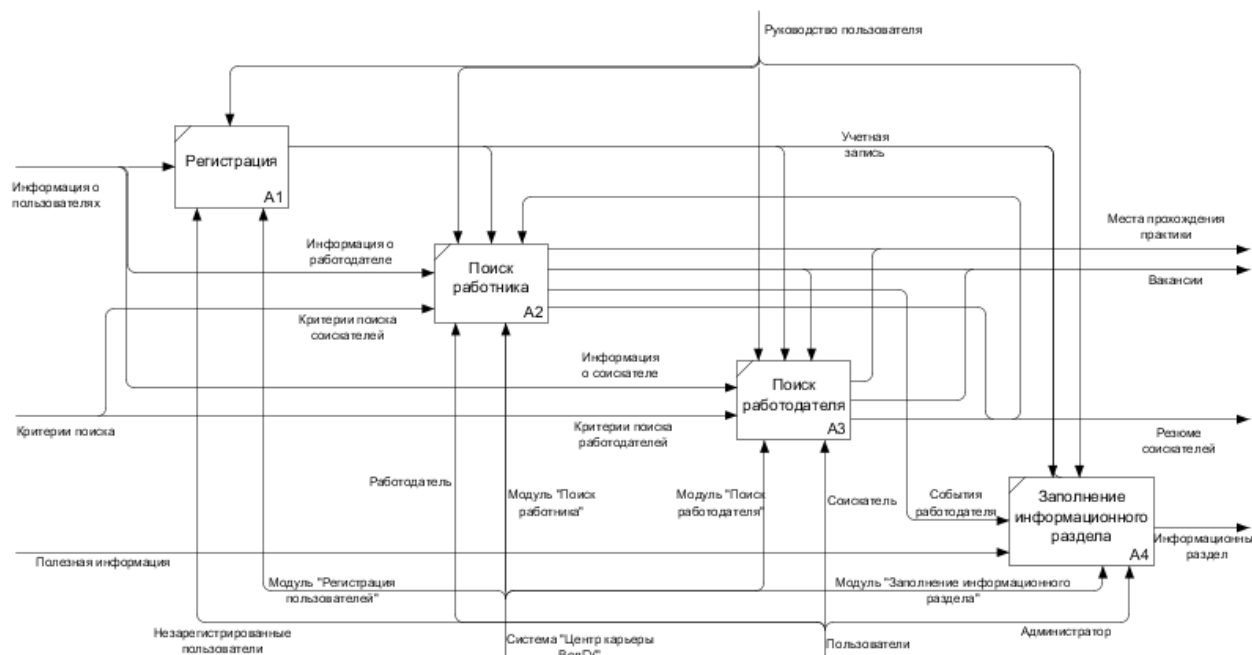 Руководство пользователя
Учетная
запись
Регистрация
A1
Информация о
пользователях
Места прохождения
практики
Информация о
работодателе
Поиск
работника
A2
Вакансии
Критерии поиска
соискателей
Информация
о соискателе
Поиск
работодателя
A3
Критерии поиска
Критерии поиска
работодателей
Резюме
соискателей
Работодатель
Модуль "Поиск
работника"
Модуль "Поиск
работодателя"
Соискатель
События
работодателя
Заполнение
информационного
раздела
A4
Информационны
раздел
Полезная информация
Модуль "Регистрация
пользователей"
Модуль "Заполнение информационного
раздела"
Незарегистрированные
пользователи
Система "Центр карьеры
Пользователи
Администратор